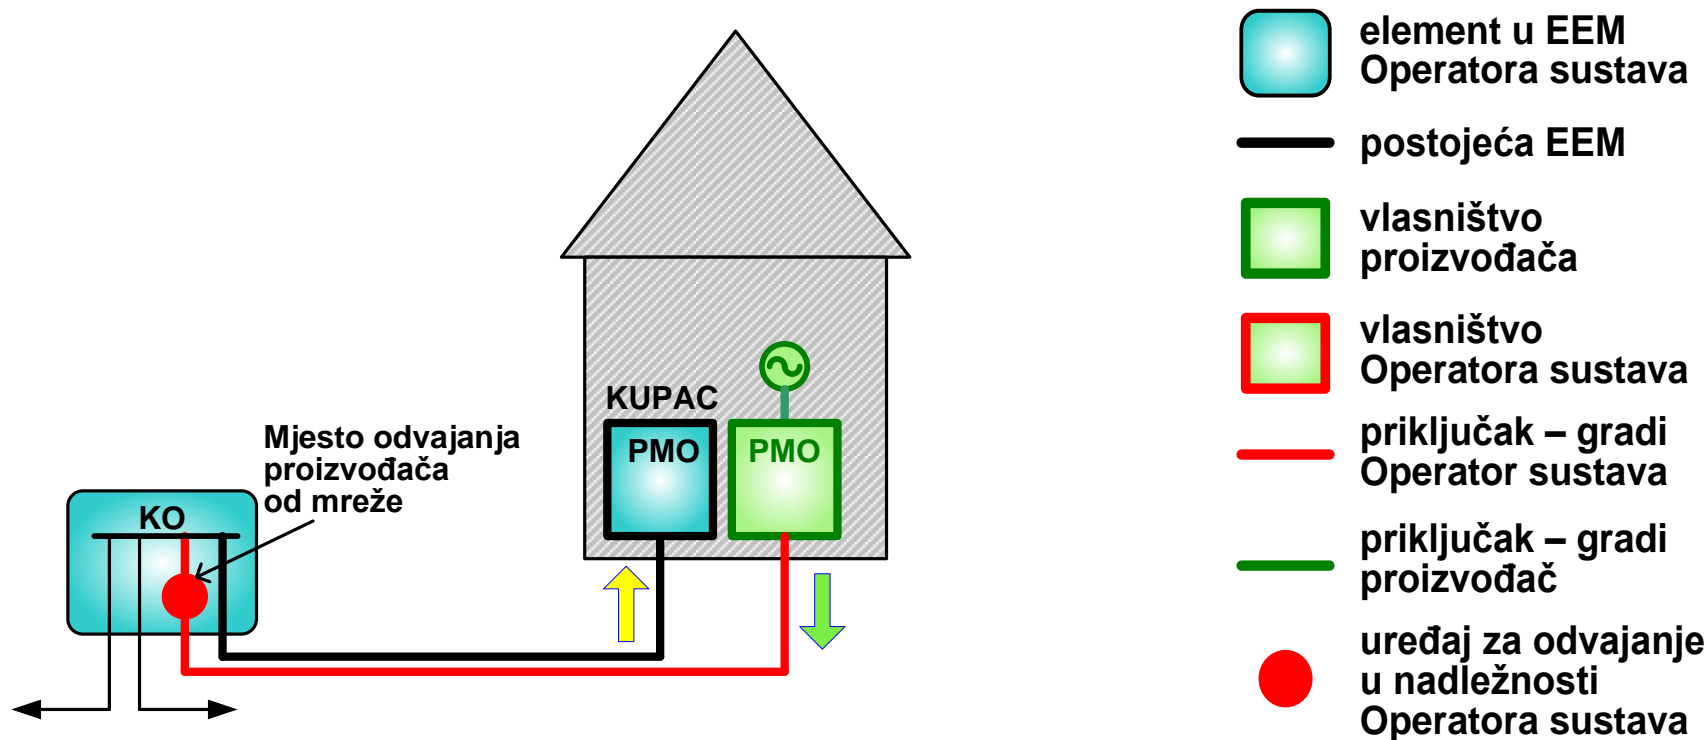 KUPAC
PMO
PMO
Mjesto odvajanja
proizvođača
od mreže
KO
element u EEM
Operatora sustava
postojeća EEM
vlasništvo
proizvođača
vlasništvo
Operatora sustava
priključak – gradi
Operator sustava
priključak – gradi
proizvođač
uređaj za odvajanje
u nadležnosti
Operatora sustava